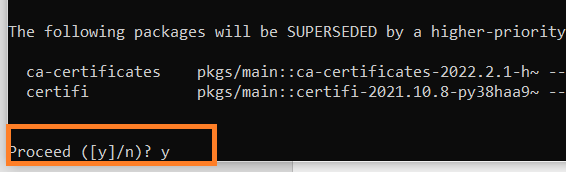 The following packages will be SUPERSEDED by a higher-priority
ca-certificates pkgs/main::ca-certificates-2022.2.1-h~ --
certifi pkgs/main::certifi-2021.10.8-py38haa9~ --
Proceed ([y]/n)? y